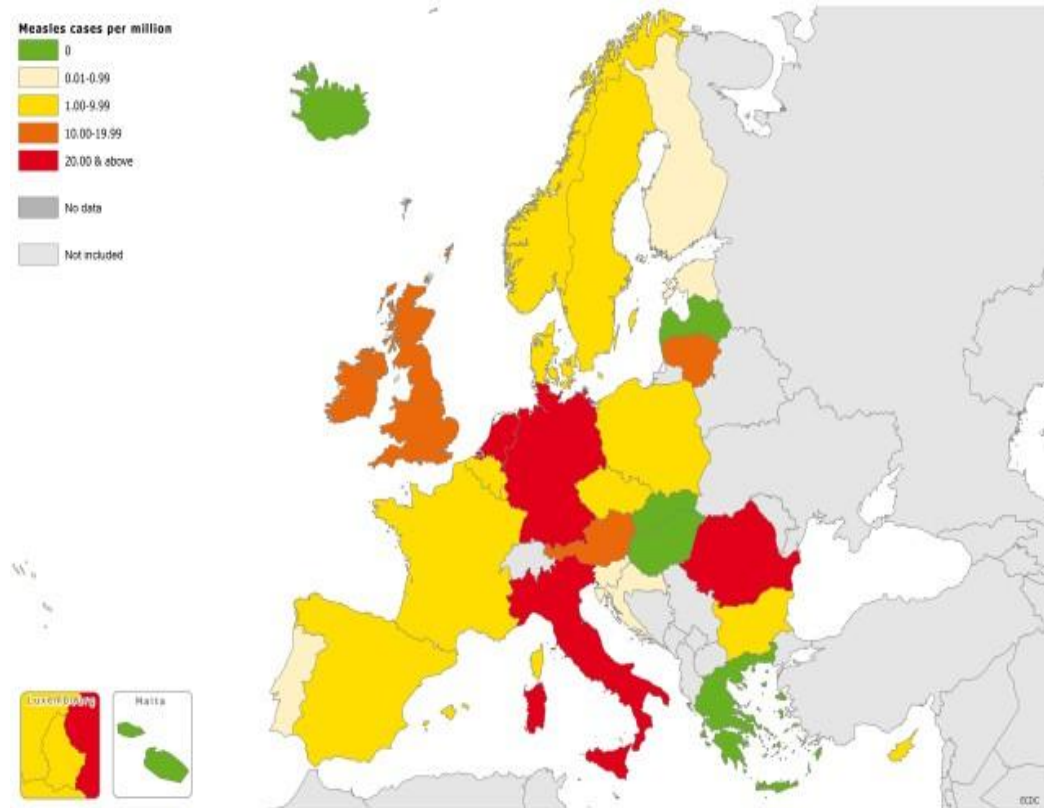 Measles cases per million
0
0.01-0.99
1.00-9.99
10.00-19.99
20.00 & above
No data
Not included
Luxembourg
Malta
ECDC